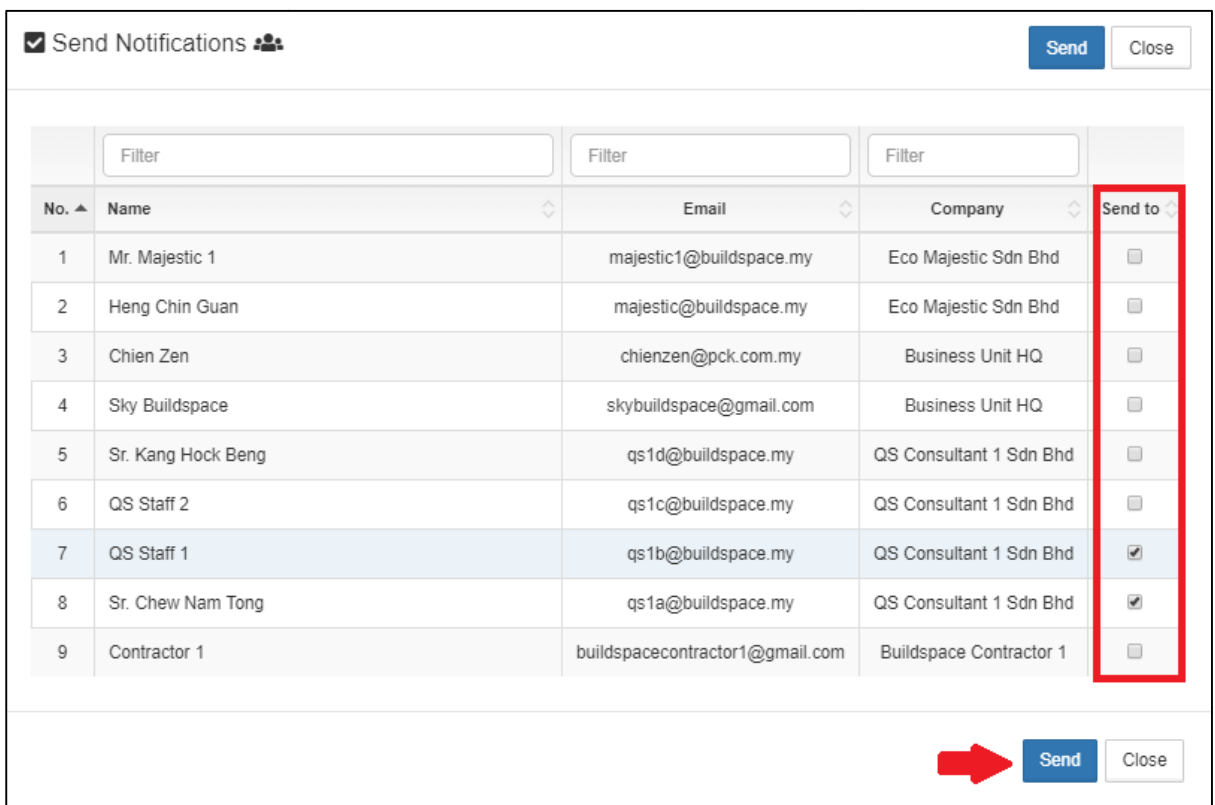 Send Notifications
Send Close
Filter Filter Filter
No. Name Email Company Send to
1 Mr. Majestic 1 majestic1@buildspace.my Eco Majestic Sdn Bhd
2 Heng Chin Guan majestic@buildspace.my Eco Majestic Sdn Bhd
3 Chien Zen chienzen@pck.com.my Business Unit HQ
4 Sky Buildspace skybuildspace@gmail.com Business Unit HQ
5 Sr. Kang Hock Beng qs1d@buildspace.my QS Consultant 1 Sdn Bhd
6 QS Staff 2 qs1c@buildspace.my QS Consultant 1 Sdn Bhd
7 QS Staff 1 qs1b@buildspace.my QS Consultant 1 Sdn Bhd
8 Sr. Chew Nam Tong qs1a@buildspace.my QS Consultant 1 Sdn Bhd
9 Contractor 1 buildspacecontractor1@gmail.com Buildspace Contractor 1
Send Close